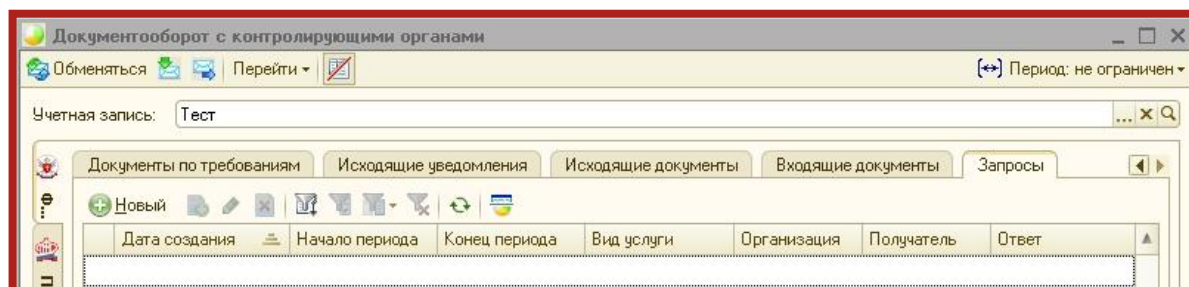 Документооборот с контролирующими органами
Обменяться Перейти Период: не ограничен
Учетная запись: Тест ...
Документы по требованиям Исходящие уведомления Исходящие документы Входящие документы Запросы
Новый
Дата создания Начало периода Конец периода Вид услуги Организация Получатель Ответ